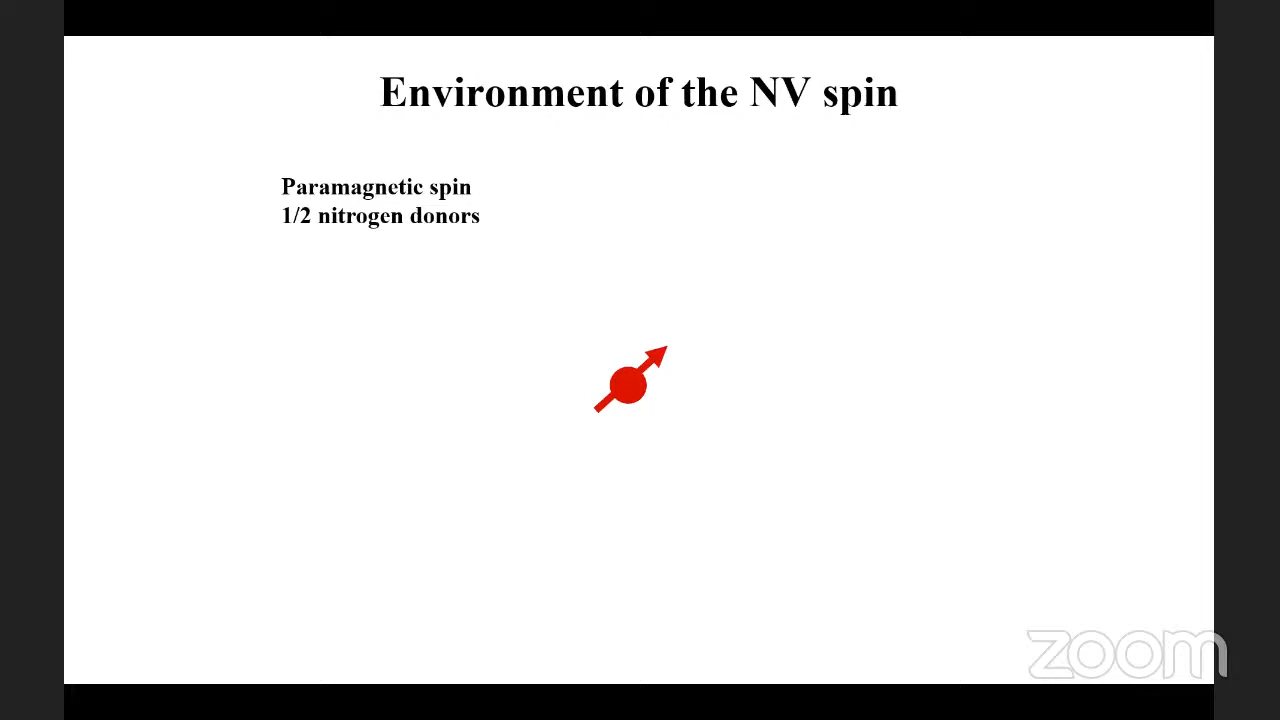 Environment of the NV spin
Paramagnetic spin
1/2 nitrogen donors
zoom